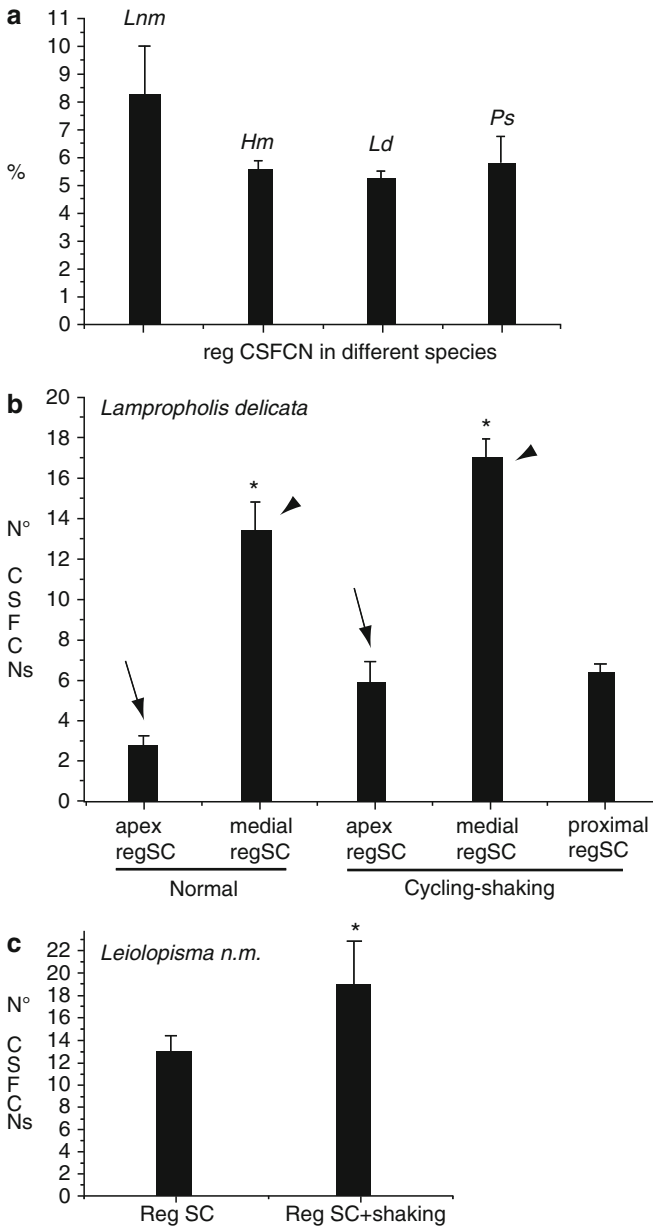 a
11
10
9
8
7
6
5
4
3
2
1
0
%
Lnm
Hm
Ld
Ps
reg CSFCN in different species
b
Lampropholis delicata
20
18
16
14
12
10
8
6
4
2
0
N°
C
S
F
C
Ns
*
*
apex regSC
medial regSC
apex regSC
medial regSC
proximal regSC
Normal
Cycling-shaking
c
Leiolopisma n.m.
22
20
18
16
14
12
10
8
6
4
2
0
N°
C
S
F
C
Ns
*
Reg SC
Reg SC+shaking